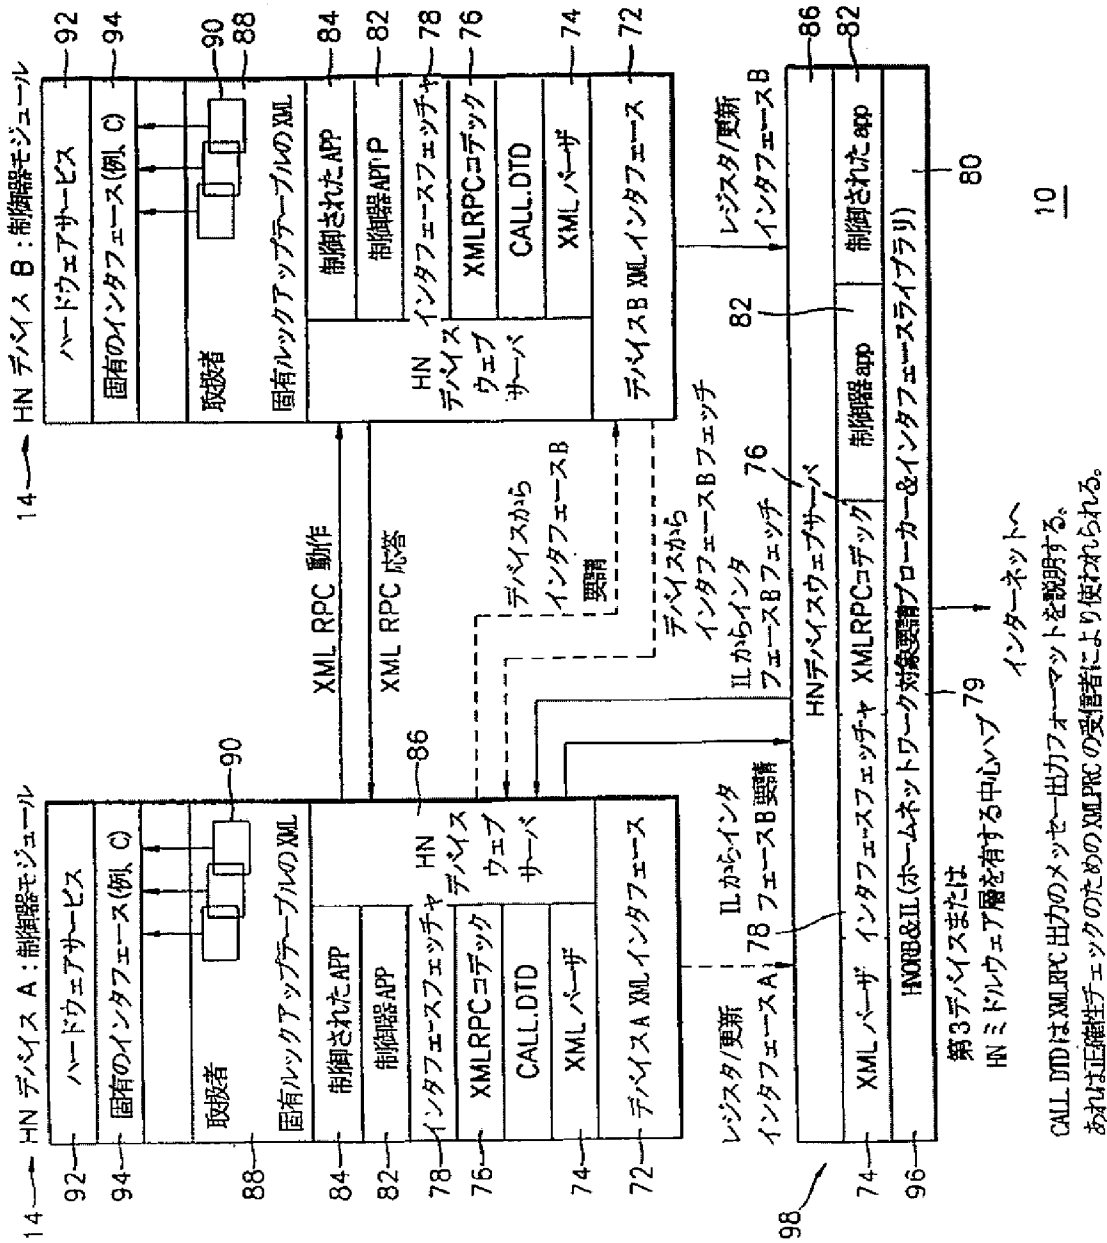 14 HN デバイス A : 制御器モジュール
92 ハードウェアサービス
94 固有のインタフェース(例、C)
取扱者
90
88 固有ルックアップテーブルのXML
84 制御されたAPP
82 制御器APP
78 インタフェースフェッチャ
76 XMLRPCコデック
CALL.DTD
74 XML パーザ
86
HN
デバイス
ウェブ
サーバ
72 デバイスA XML インタフェース
14 HN デバイス B : 制御器モジュール
ハードウェアサービス 92
固有のインタフェース(例、C) 94
取扱者
90
固有ルックアップテーブルのXML 88
制御されたAPP 84
制御器APP'P 82
インタフェースフェッチャ 78
XMLRPCコデック 76
CALL.DTD
XML パーザ 74
HN
デバイス
ウェブ
サーバ
デバイスB XML インタフェース 72
XML RPC 動作
XML RPC 応答
デバイスから
インタフェースB
要請
デバイスから
インタフェースBフェッチ
ILからインタ
フェースBフェッチ
レジスタ/更新
インタフェースA
ILからインタ
フェースB要請
レジスタ/更新
インタフェースB
98
HNデバイスウェブサーバ 86
74 XML パーザ 78 インタフェースフェッチャ XMLRPCコデック 76 制御器app 82 制御されたapp 82
96 HNORB&IL(ホームネットワーク対象要請ブローカー&インタフェースライブラリ) 80
第3デバイスまたは 79
HNミドルウェア層を有する中心ハブ
インターネットへ
10
CALL DTDはXMLRPC出力のメッセー出力フォーマットを説明する。
あれは正確性チェックのためのXMLPRCの受信者により使われられる。